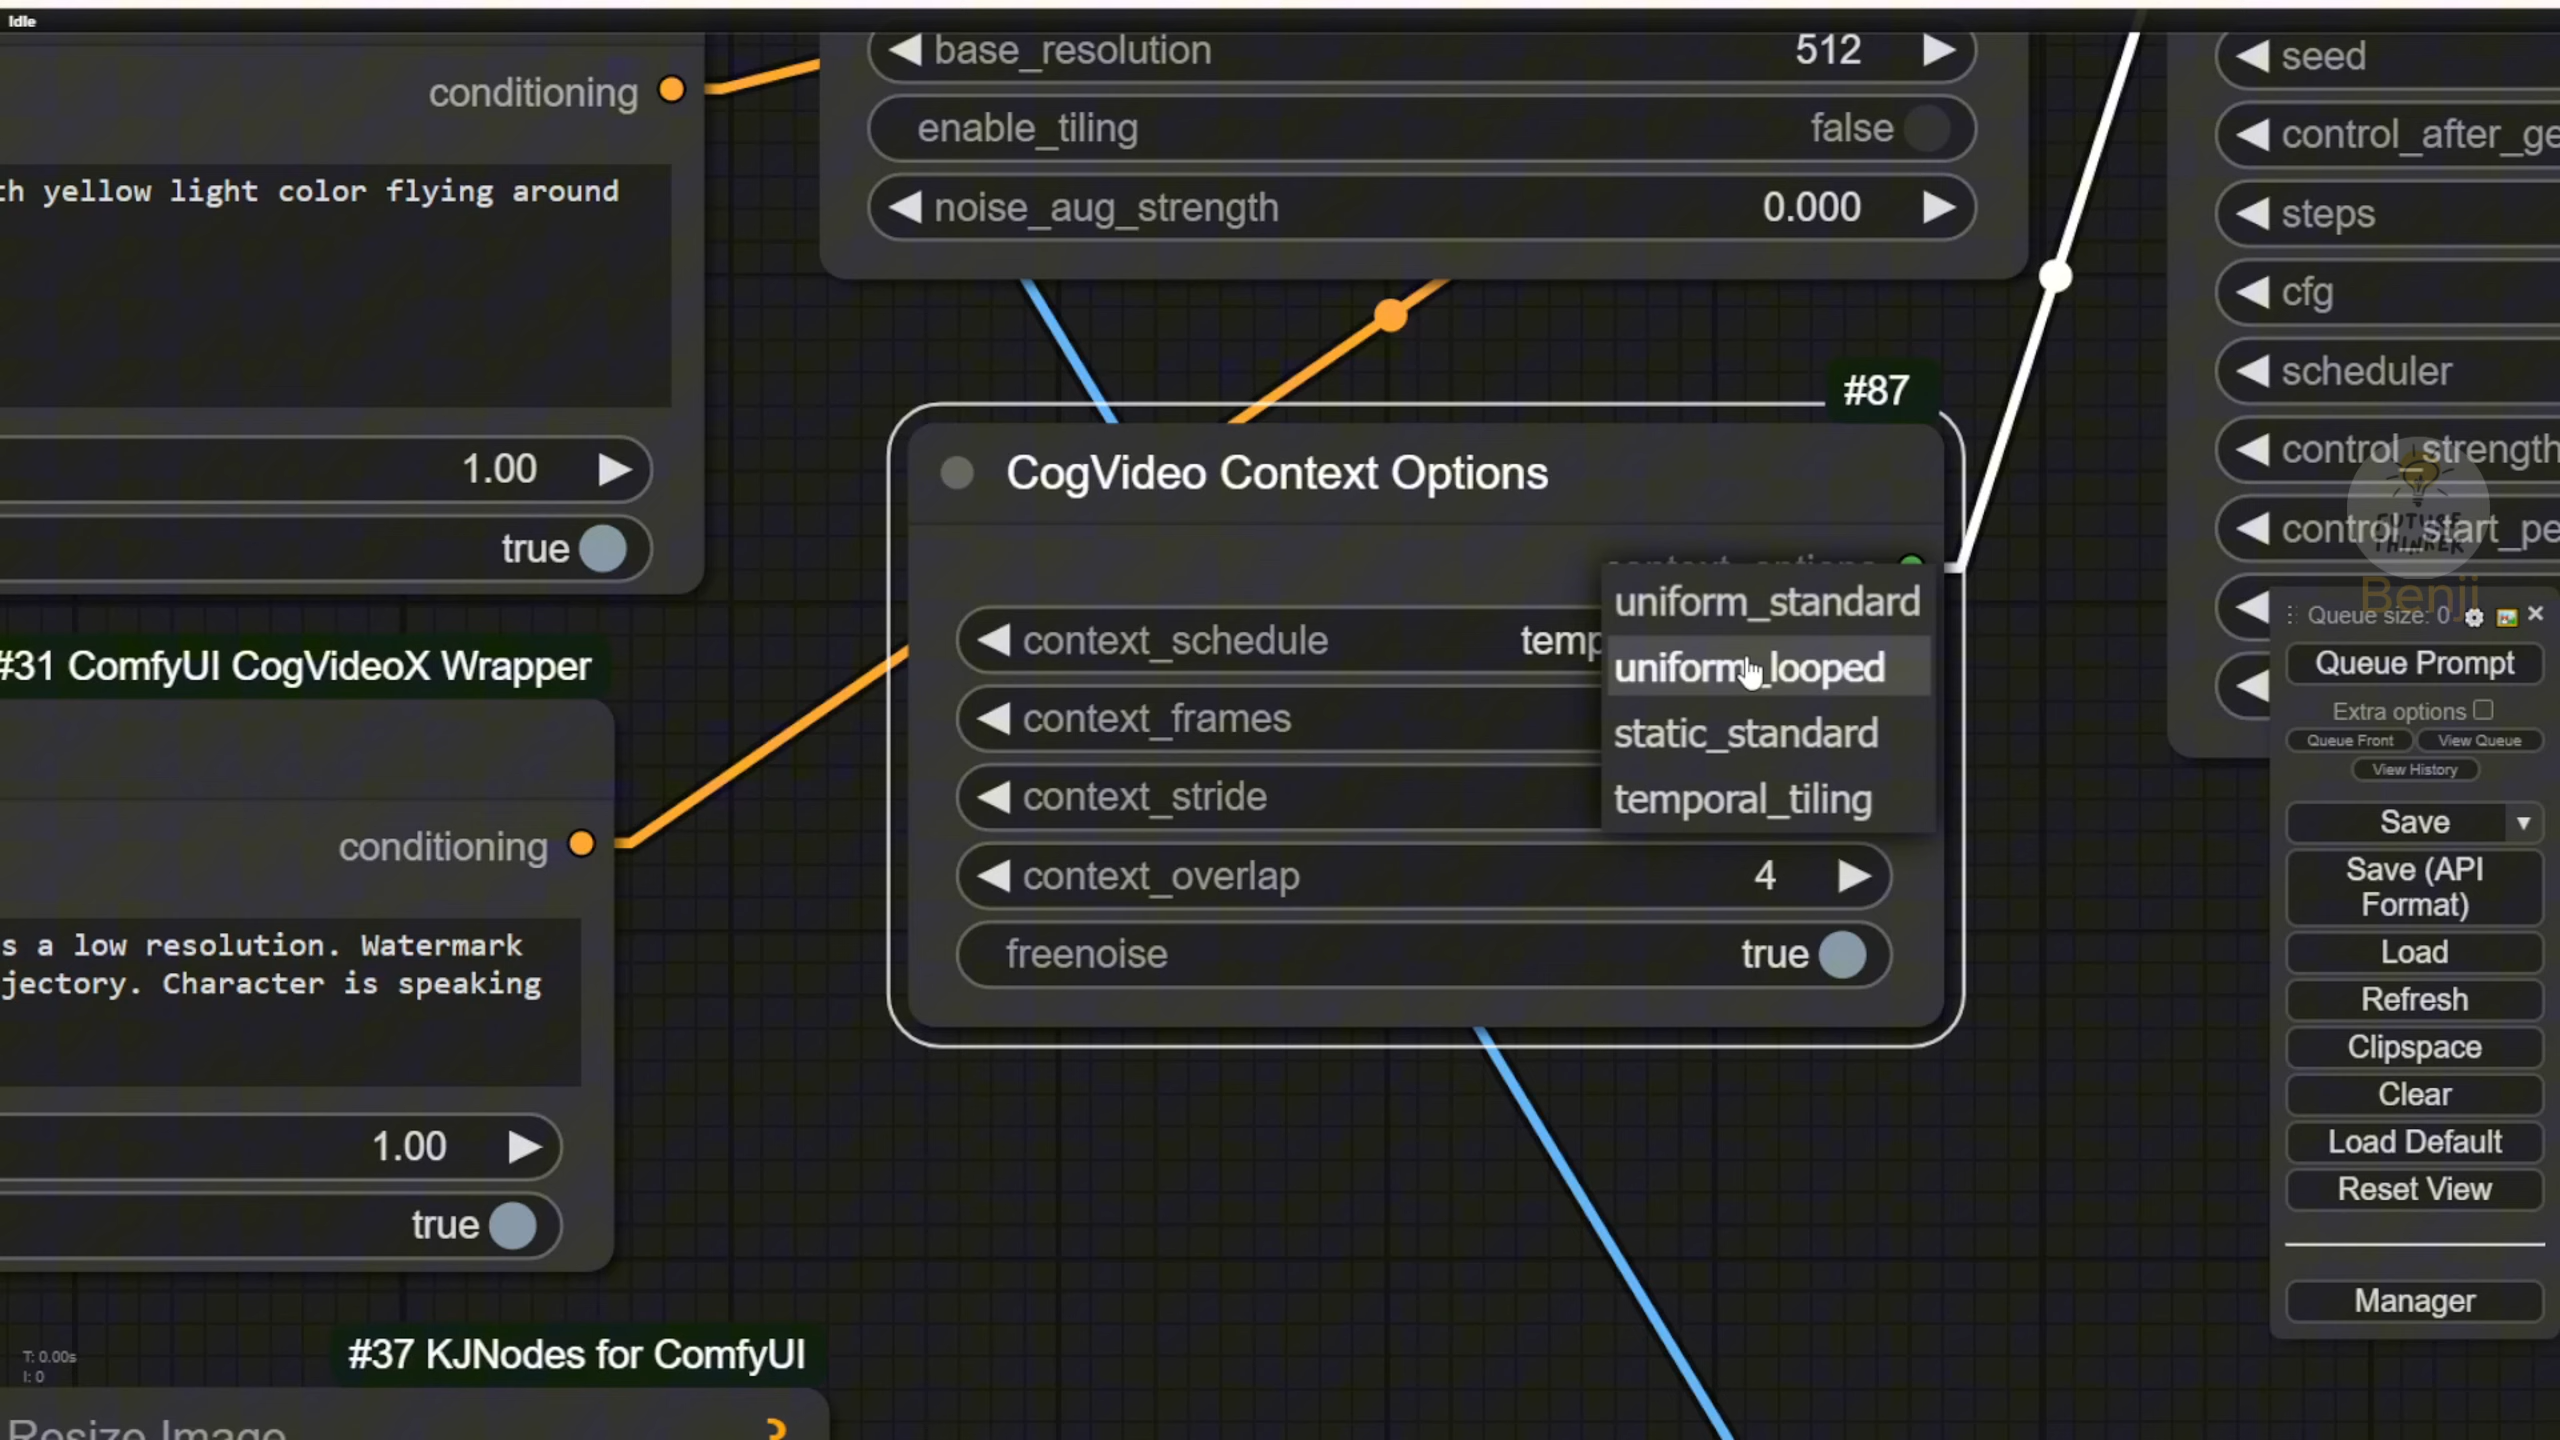 Idle
conditioning
th yellow light color flying around
1.00
true
#31 ComfyUI CogVideoX Wrapper
conditioning
s a low resolution. Watermark
jectory. Character is speaking
1.00
true
#37 KJNodes for ComfyUI
T: 0.00s
I: 0
Resize Image
base_resolution 512
enable_tiling false
noise_aug_strength 0.000
#87
CogVideo Context Options
context_options
context_schedule temp
context_frames
context_stride
context_overlap 4
freenoise true
uniform_standard
uniform_looped
static_standard
temporal_tiling
seed
control_after_ge
steps
cfg
scheduler
control_strength
control_start_pe
FUTURE
THINKER
Benji
Queue size: 0
Queue Prompt
Extra options
Queue Front View Queue
View History
Save
Save (API
Format)
Load
Refresh
Clipspace
Clear
Load Default
Reset View
Manager